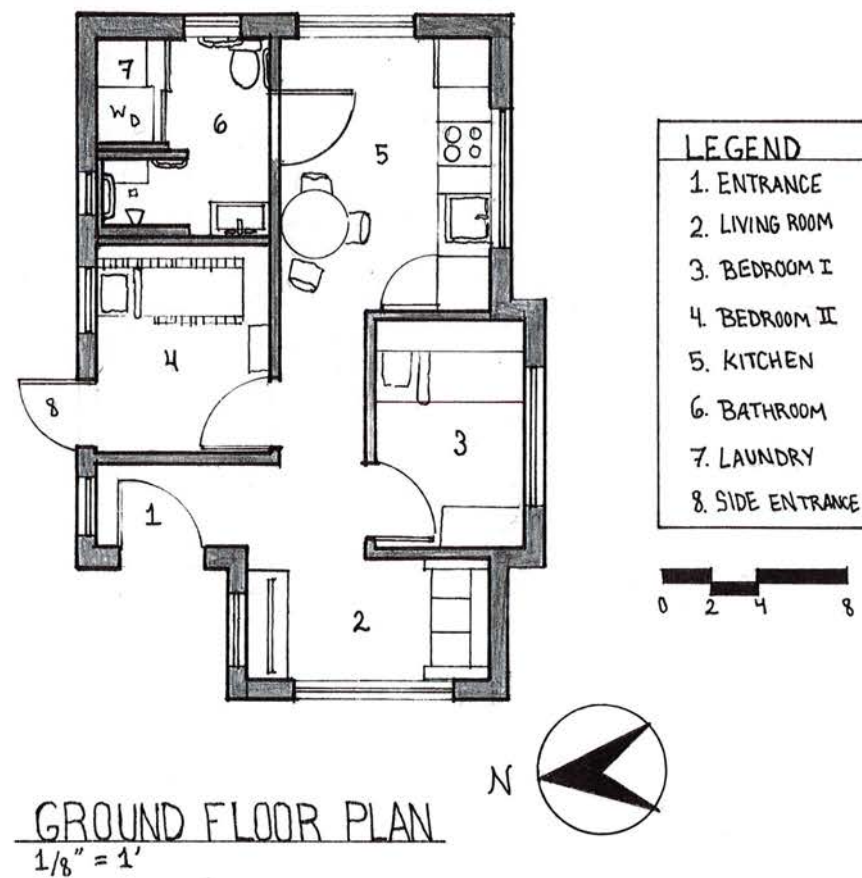 7
W D
6
5
4
8
3
1
2
LEGEND
1. ENTRANCE
2. LIVING ROOM
3. BEDROOM I
4. BEDROOM II
5. KITCHEN
6. BATHROOM
7. LAUNDRY
8. SIDE ENTRANCE
0 2 4 8
N
GROUND FLOOR PLAN
1/8" = 1'